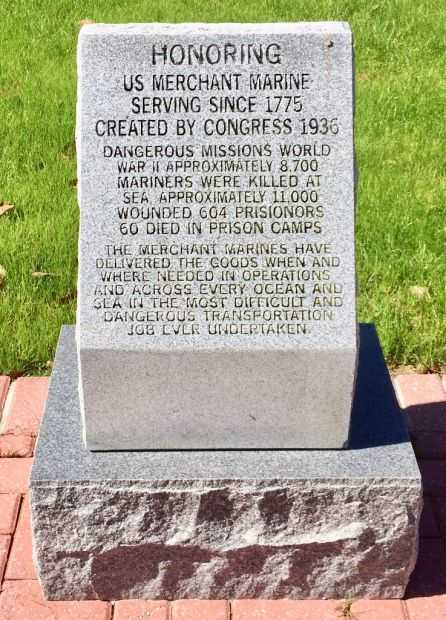 HONORING
US MERCHANT MARINE
SERVING SINCE 1775
CREATED BY CONGRESS 1936
DANGEROUS MISSIONS WORLD
WAR II APPROXIMATELY 8,700
MARINERS WERE KILLED AT
SEA, APPROXIMATELY 11,000
WOUNDED 604 PRISIONORS
60 DIED IN PRISON CAMPS
THE MERCHANT MARINES HAVE
DELIVERED THE GOODS WHEN AND
WHERE NEEDED IN OPERATIONS
AND ACROSS EVERY OCEAN AND
SEA IN THE MOST DIFFICULT AND
DANGEROUS TRANSPORTATION
JOB EVER UNDERTAKEN.